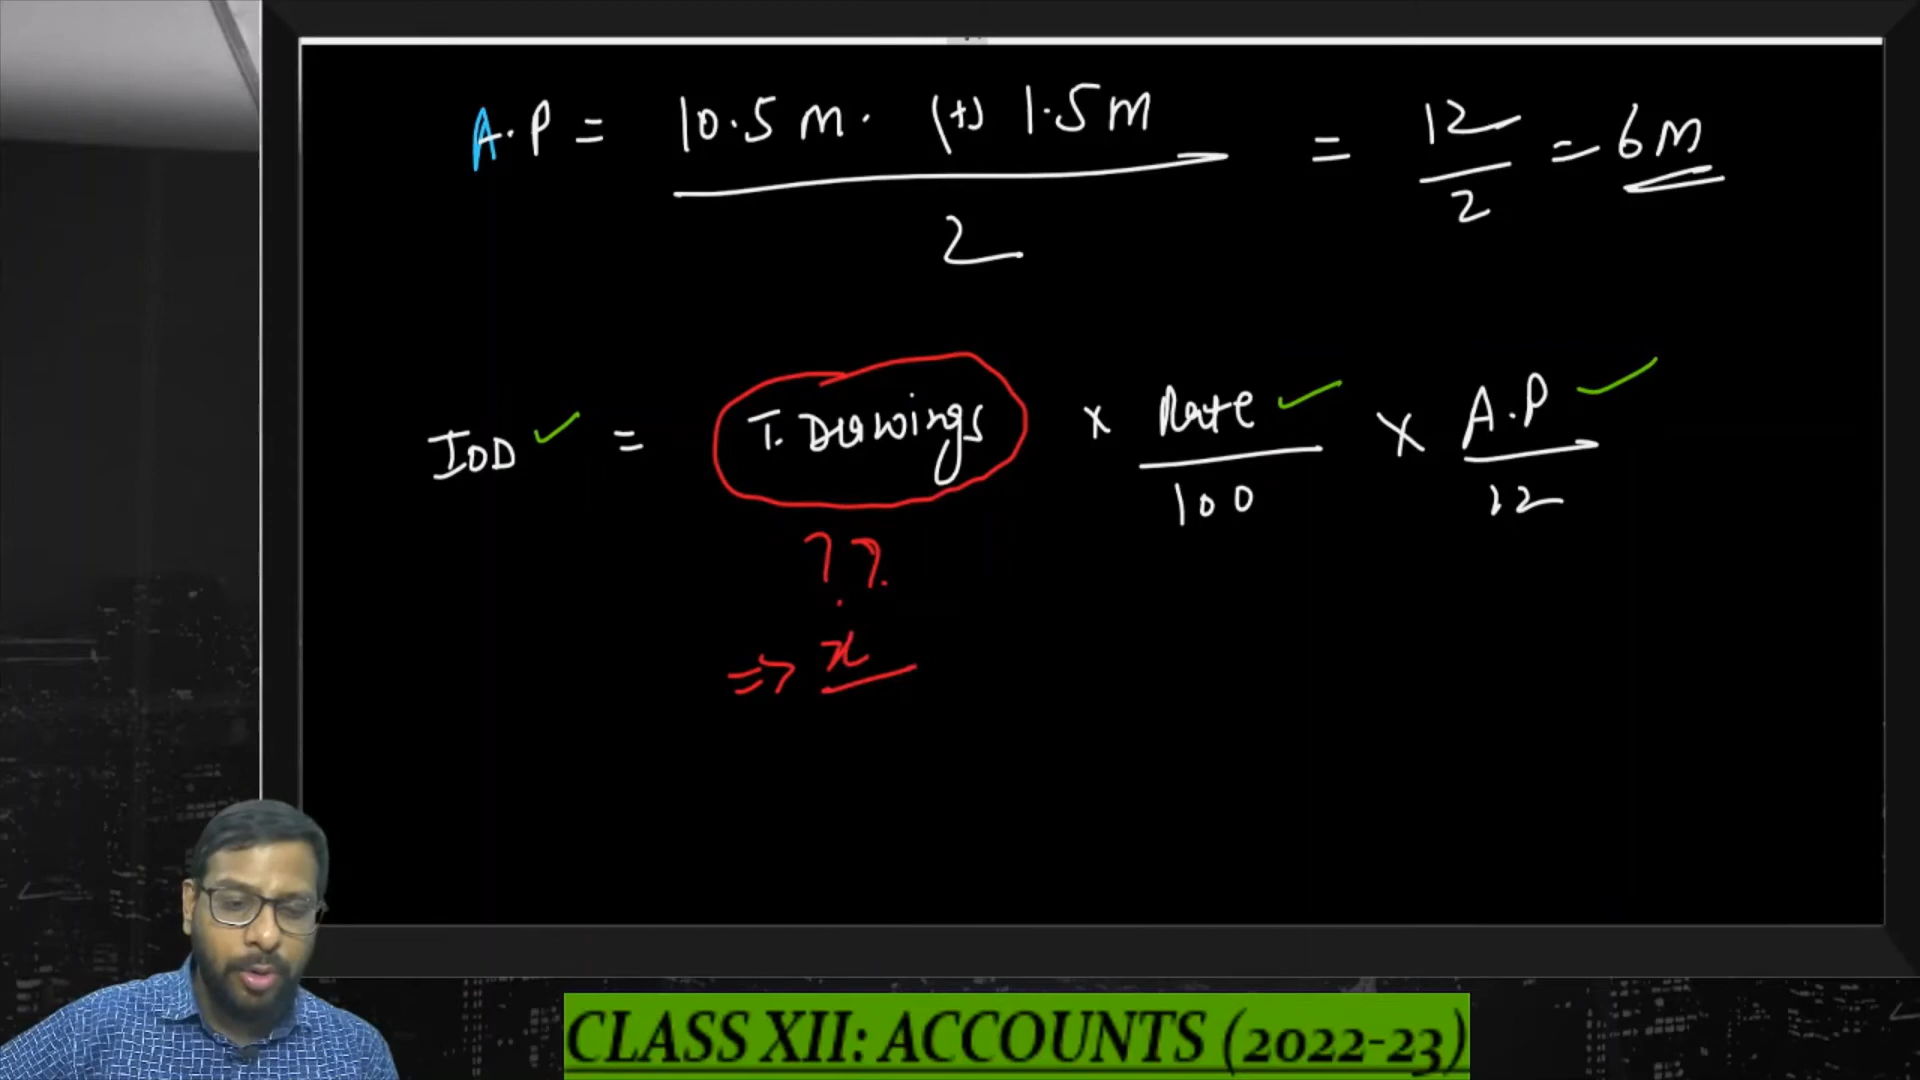 A.P = 10.5 m. (+) 1.5 m / 2 = 12 / 2 = 6 m
IOD ✓ = T. Drawings × Rate ✓ / 100 × A.P ✓ / 12
??
⇒ x
CLASS XII: ACCOUNTS (2022-23)